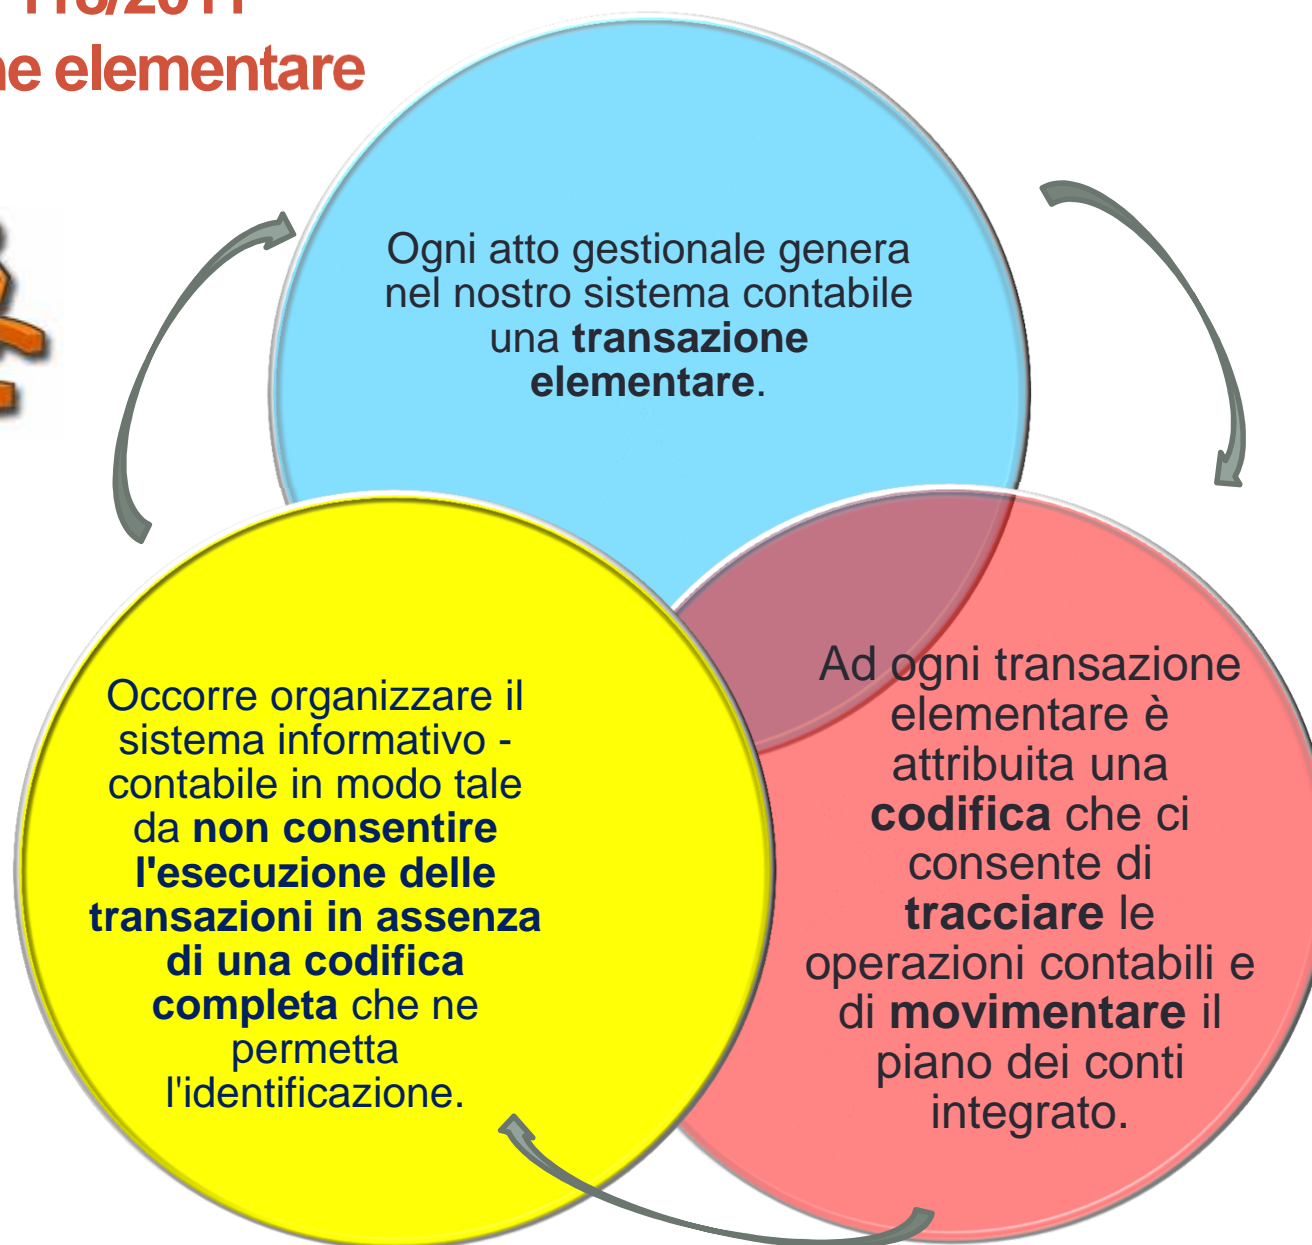 118/2011
ne elementare
Ogni atto gestionale genera
nel nostro sistema contabile
una transazione
elementare.
Ad ogni transazione
elementare è
attribuita una
codifica che ci
consente di
tracciare le
operazioni contabili e
di movimentare il
piano dei conti
integrato.
Occorre organizzare il
sistema informativo -
contabile in modo tale
da non consentire
l'esecuzione delle
transazioni in assenza
di una codifica
completa che ne
permetta
l'identificazione.